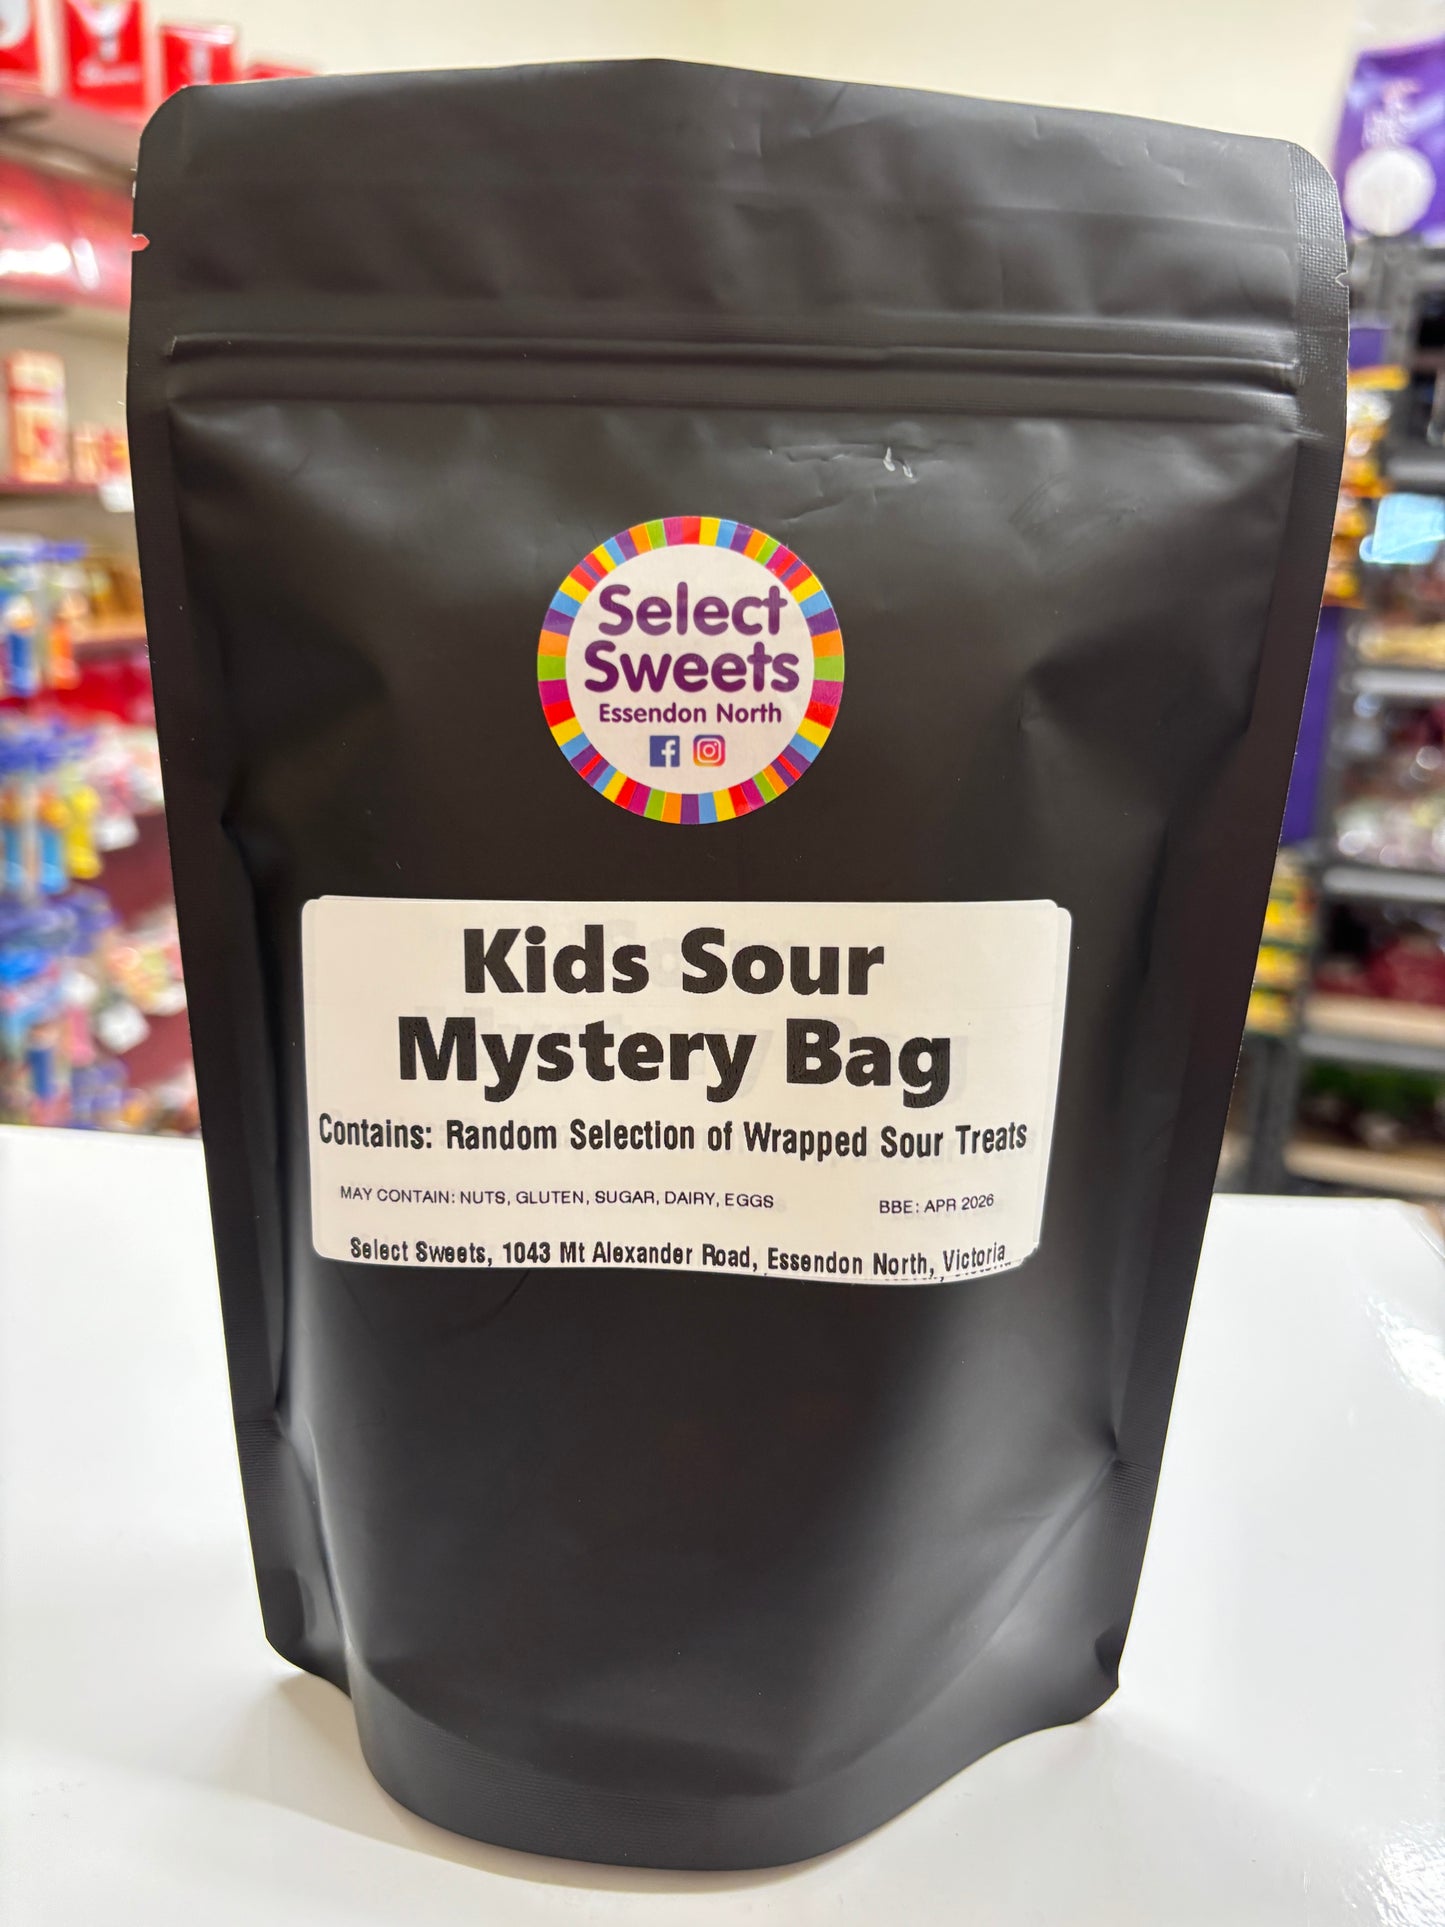 Select
Sweets
Essendon North
Kids Sour
Mystery Bag
Contains: Random Selection of Wrapped Sour Treats
MAY CONTAIN: NUTS, GLUTEN, SUGAR, DAIRY, EGGS
BBE: APR 2026
Select Sweets, 1043 Mt Alexander Road, Essendon North, Victoria